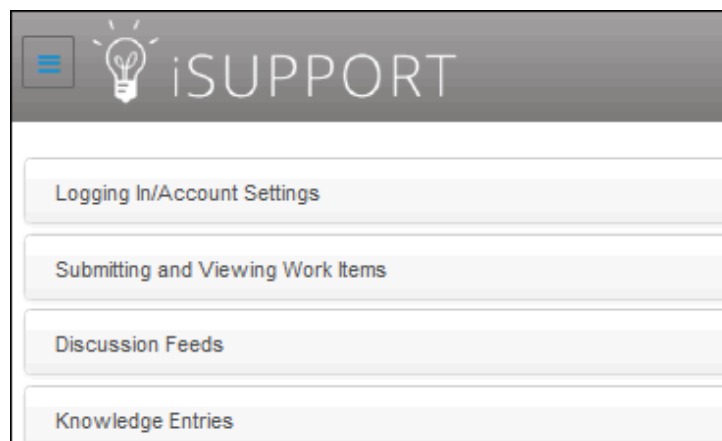 iSUPPORT
Logging In/Account Settings
Submitting and Viewing Work Items
Discussion Feeds
Knowledge Entries